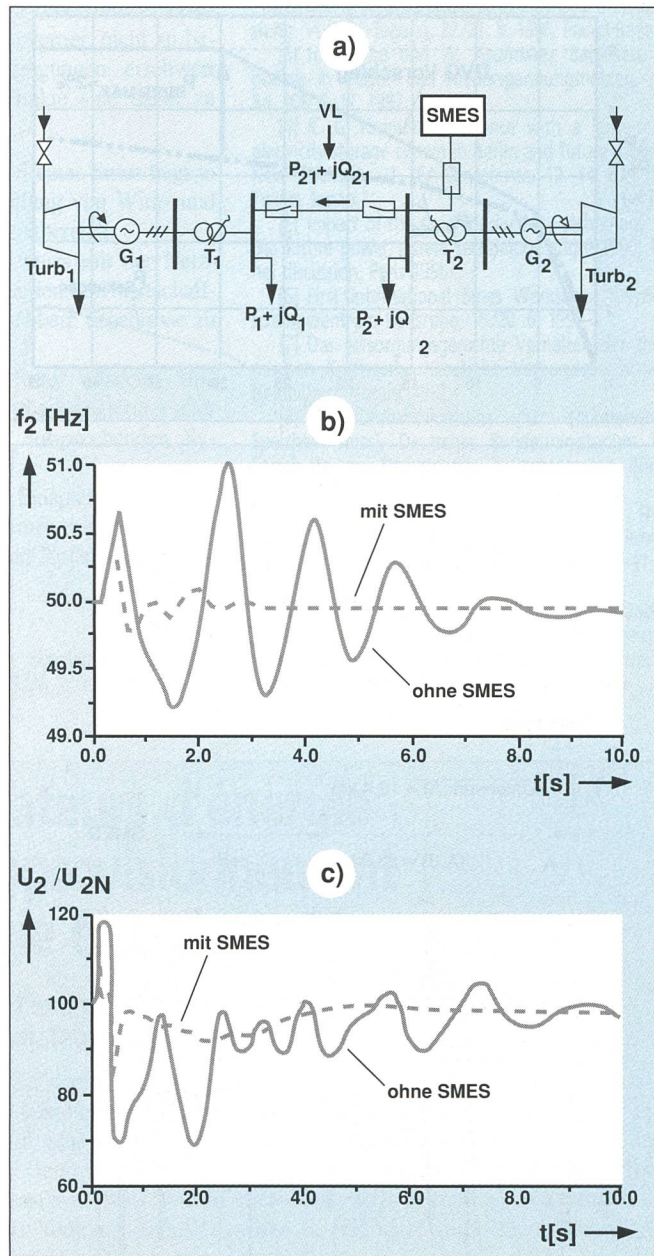 a)
SMES
VL
P21 + jQ21
Turb1
G1
T1
T2
G2
Turb2
P1 + jQ1
P2 + jQ
2
b)
f2 [Hz]
51.0
50.5
50.0
49.5
49.0
mit SMES
ohne SMES
0.0 2.0 4.0 6.0 8.0 10.0
t[s]
c)
U2 /U2N
120
100
80
60
mit SMES
ohne SMES
0.0 2.0 4.0 6.0 8.0 10.0
t[s]